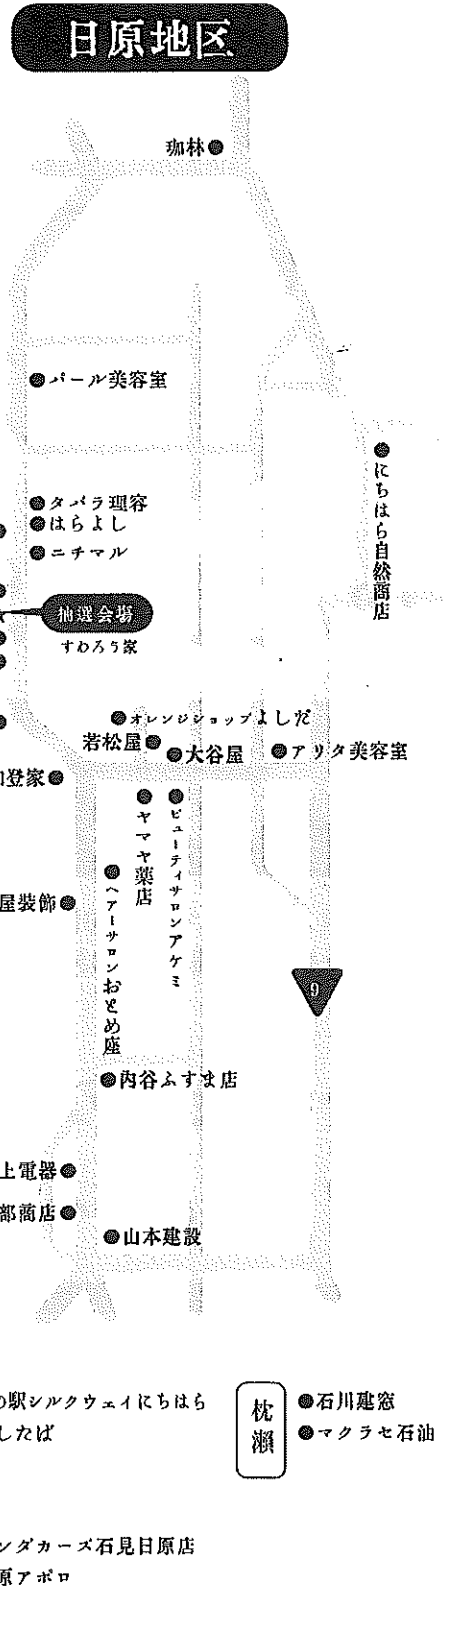 日原地区
珈林●
●パール美容室
●にちはら自然商店
●タバラ理容
●はらよし
●ニチマル
抽選会場
すわろう家
●オレンジショップよしだ
若松屋●
●大谷屋
●アリタ美容室
登家●
●ヤマヤ薬店
●ビューティサロンアケミ
屋装飾●
●ヘアーサロンおとめ座
9
●内谷ふすま店
上電器●
部商店●
●山本建設
の駅シルクウェイにちはら
したば
枕瀬
●石川建窓
●マクラセ石油
ンダカーズ石見日原店
原アポロ